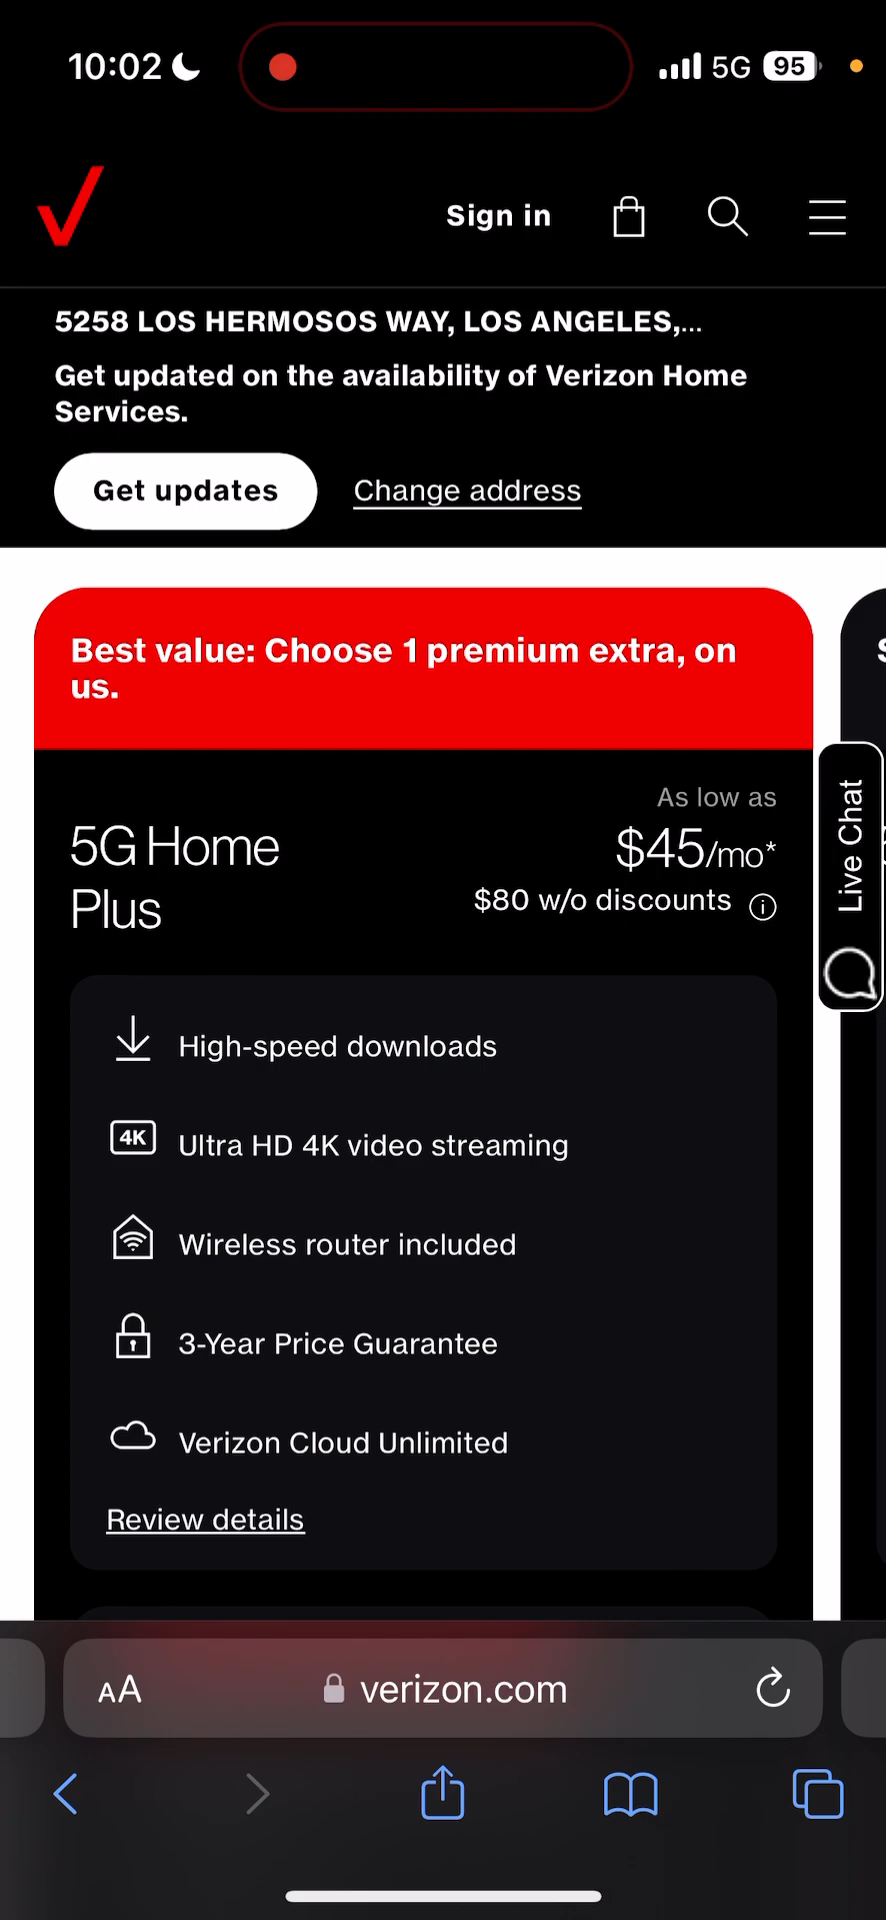 10:02
5G 95
Sign in
5258 LOS HERMOSOS WAY, LOS ANGELES,...
Get updated on the availability of Verizon Home
Services.
Get updates Change address
Best value: Choose 1 premium extra, on
us.
As low as
5G Home
Plus
$45/mo*
$80 w/o discounts
Live Chat
High-speed downloads
4K Ultra HD 4K video streaming
Wireless router included
3-Year Price Guarantee
Verizon Cloud Unlimited
Review details
AA verizon.com